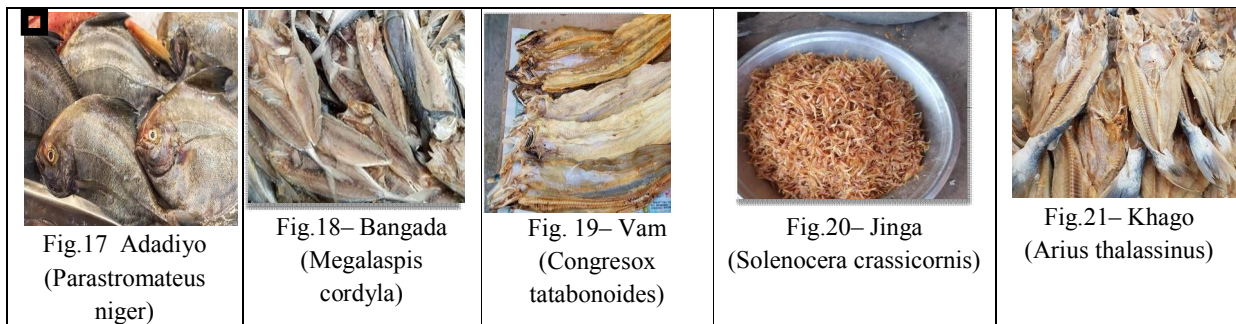 Fig.17 Adadiyo
(Parastromateus
niger)
Fig.18– Bangada
(Megalaspis
cordyla)
Fig. 19– Vam
(Congresox
tatabonoides)
Fig.20– Jinga
(Solenocera crassicornis)
Fig.21– Khago
(Arius thalassinus)